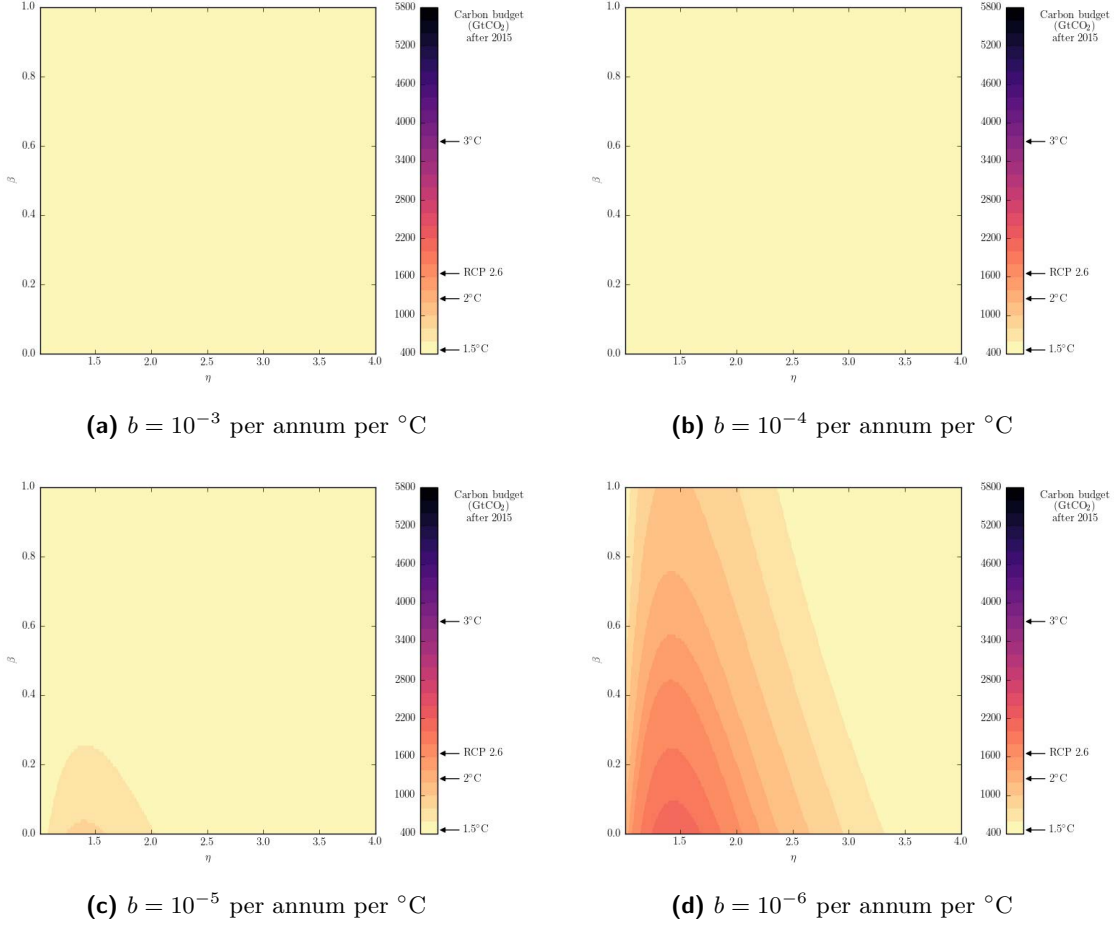 1.0
0.8
0.6
0.4
0.2
0.0
β
1.5 2.0 2.5 3.0 3.5 4.0
η
5800
5200
4600
4000
3400
2800
2200
1600
1000
400
Carbon budget
(GtCO₂)
after 2015
3°C
RCP 2.6
2°C
1.5°C
(a) b = 10⁻³ per annum per °C
1.0
0.8
0.6
0.4
0.2
0.0
β
1.5 2.0 2.5 3.0 3.5 4.0
η
5800
5200
4600
4000
3400
2800
2200
1600
1000
400
Carbon budget
(GtCO₂)
after 2015
3°C
RCP 2.6
2°C
1.5°C
(b) b = 10⁻⁴ per annum per °C
1.0
0.8
0.6
0.4
0.2
0.0
β
1.5 2.0 2.5 3.0 3.5 4.0
η
5800
5200
4600
4000
3400
2800
2200
1600
1000
400
Carbon budget
(GtCO₂)
after 2015
3°C
RCP 2.6
2°C
1.5°C
(c) b = 10⁻⁵ per annum per °C
1.0
0.8
0.6
0.4
0.2
0.0
β
1.5 2.0 2.5 3.0 3.5 4.0
η
5800
5200
4600
4000
3400
2800
2200
1600
1000
400
Carbon budget
(GtCO₂)
after 2015
3°C
RCP 2.6
2°C
1.5°C
(d) b = 10⁻⁶ per annum per °C